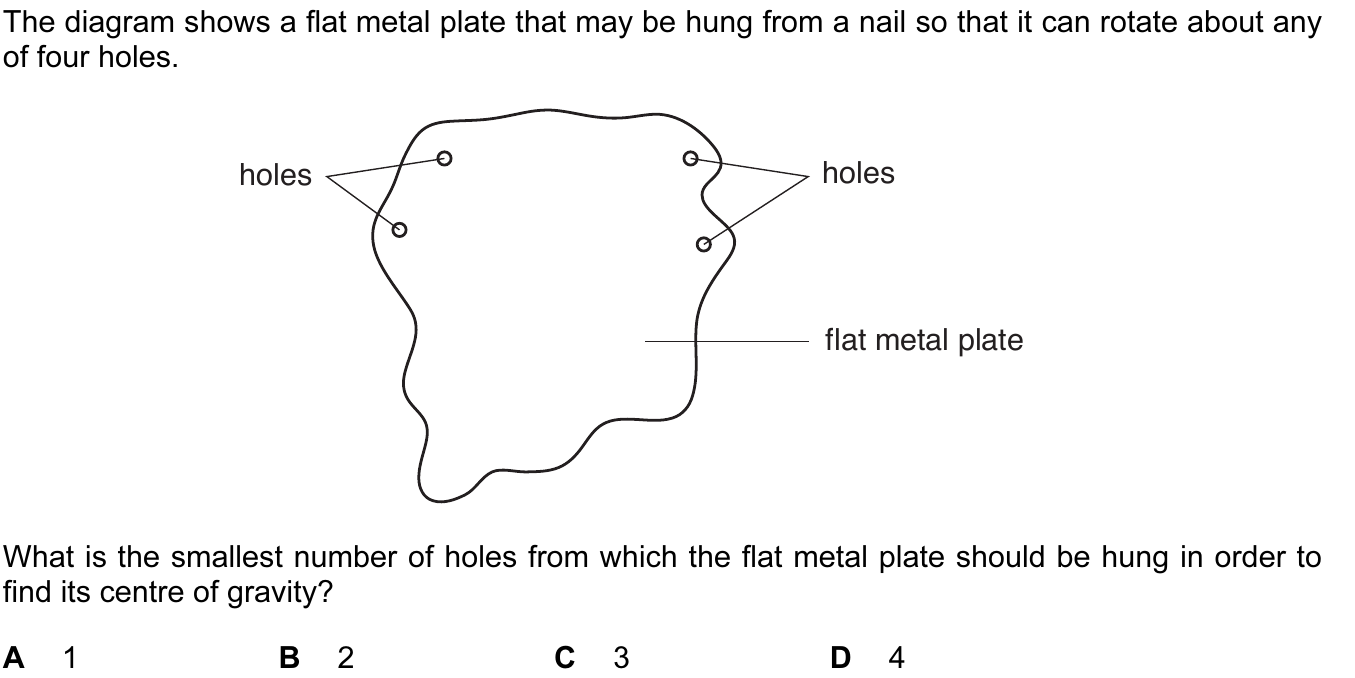 The diagram shows a flat metal plate that may be hung from a nail so that it can rotate about any
of four holes.
holes
holes
flat metal plate
What is the smallest number of holes from which the flat metal plate should be hung in order to
find its centre of gravity?
A 1 B 2 C 3 D 4